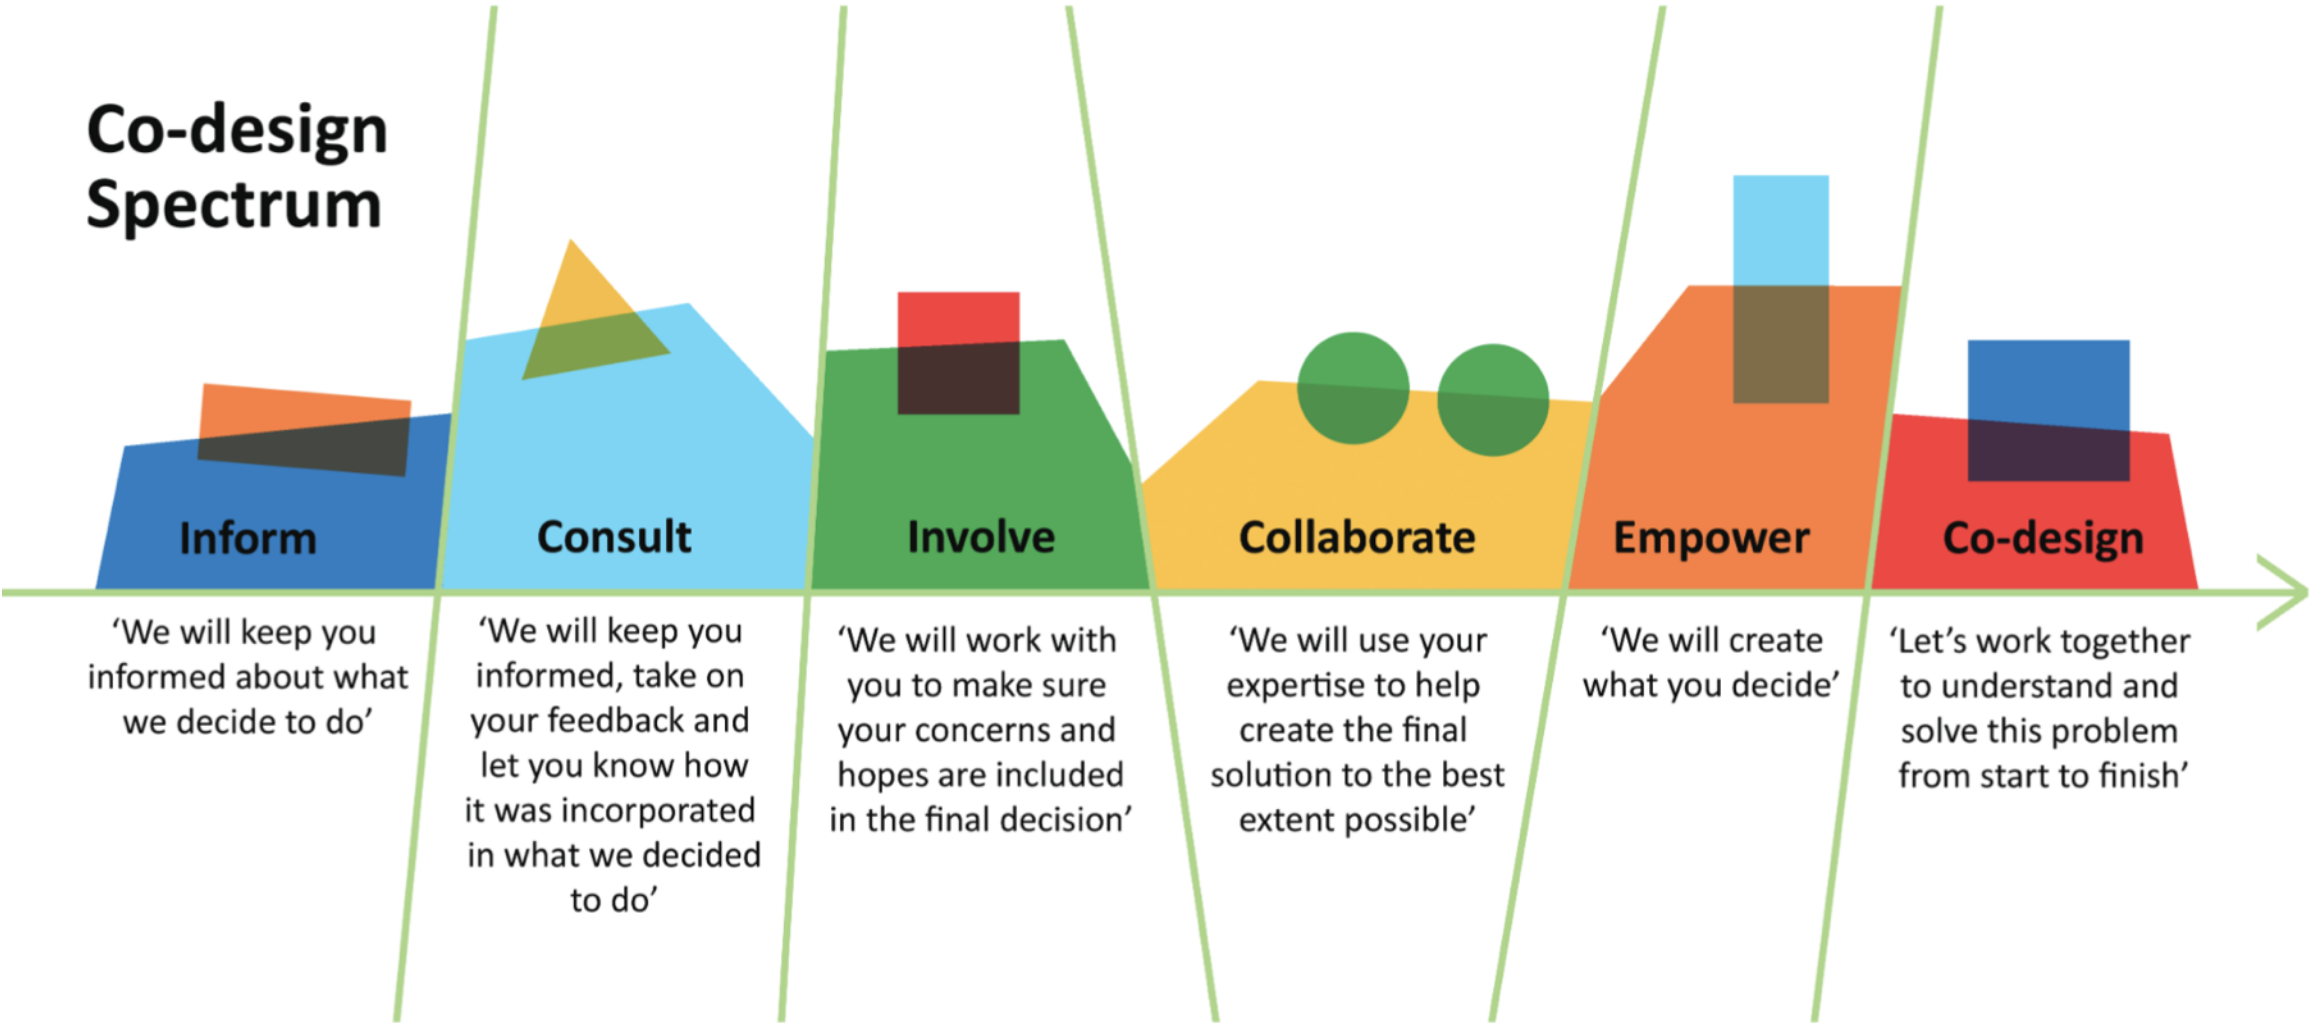 Co-design
Spectrum
Inform
‘We will keep you
informed about what
we decide to do’
Consult
‘We will keep you
informed, take on
your feedback and
let you know how
it was incorporated
in what we decided
to do’
Involve
‘We will work with
you to make sure
your concerns and
hopes are included
in the final decision’
Collaborate
‘We will use your
expertise to help
create the final
solution to the best
extent possible’
Empower
‘We will create
what you decide’
Co-design
‘Let’s work together
to understand and
solve this problem
from start to finish’